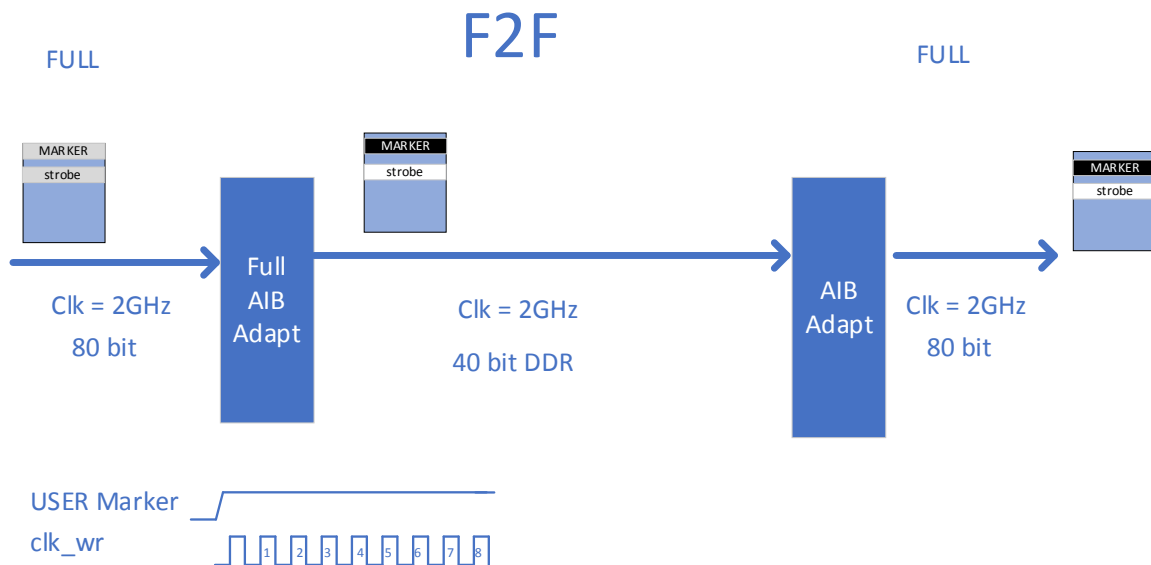 F2F
FULL
FULL
MARKER
strobe
MARKER
strobe
MARKER
strobe
Full
AIB
Adapt
AIB
Adapt
Clk = 2GHz
80 bit
Clk = 2GHz
40 bit DDR
Clk = 2GHz
80 bit
USER Marker
clk_wr
1 2 3 4 5 6 7 8